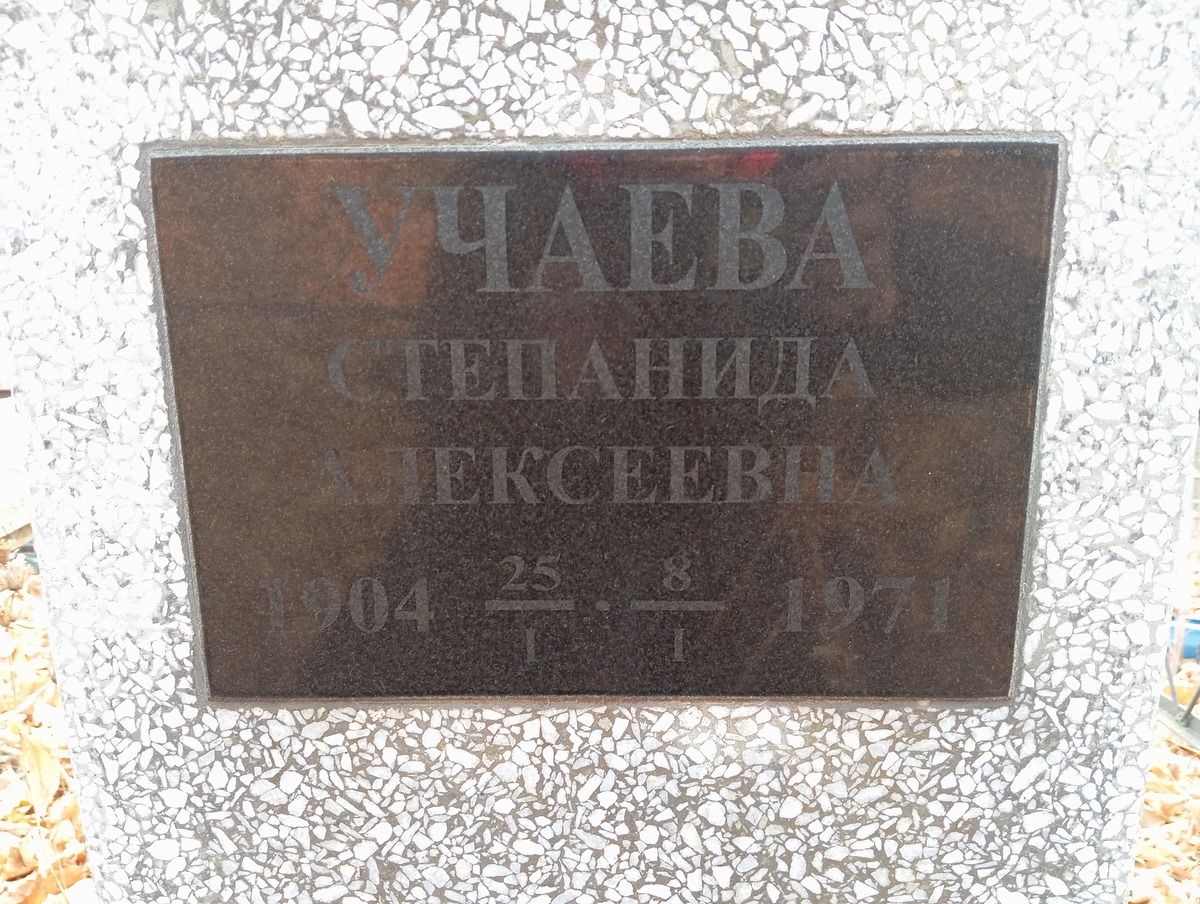 УЧАЕВА
СТЕПАНИДА
АЛЕКСЕЕВНА
1904 25/I · 8/I 1971